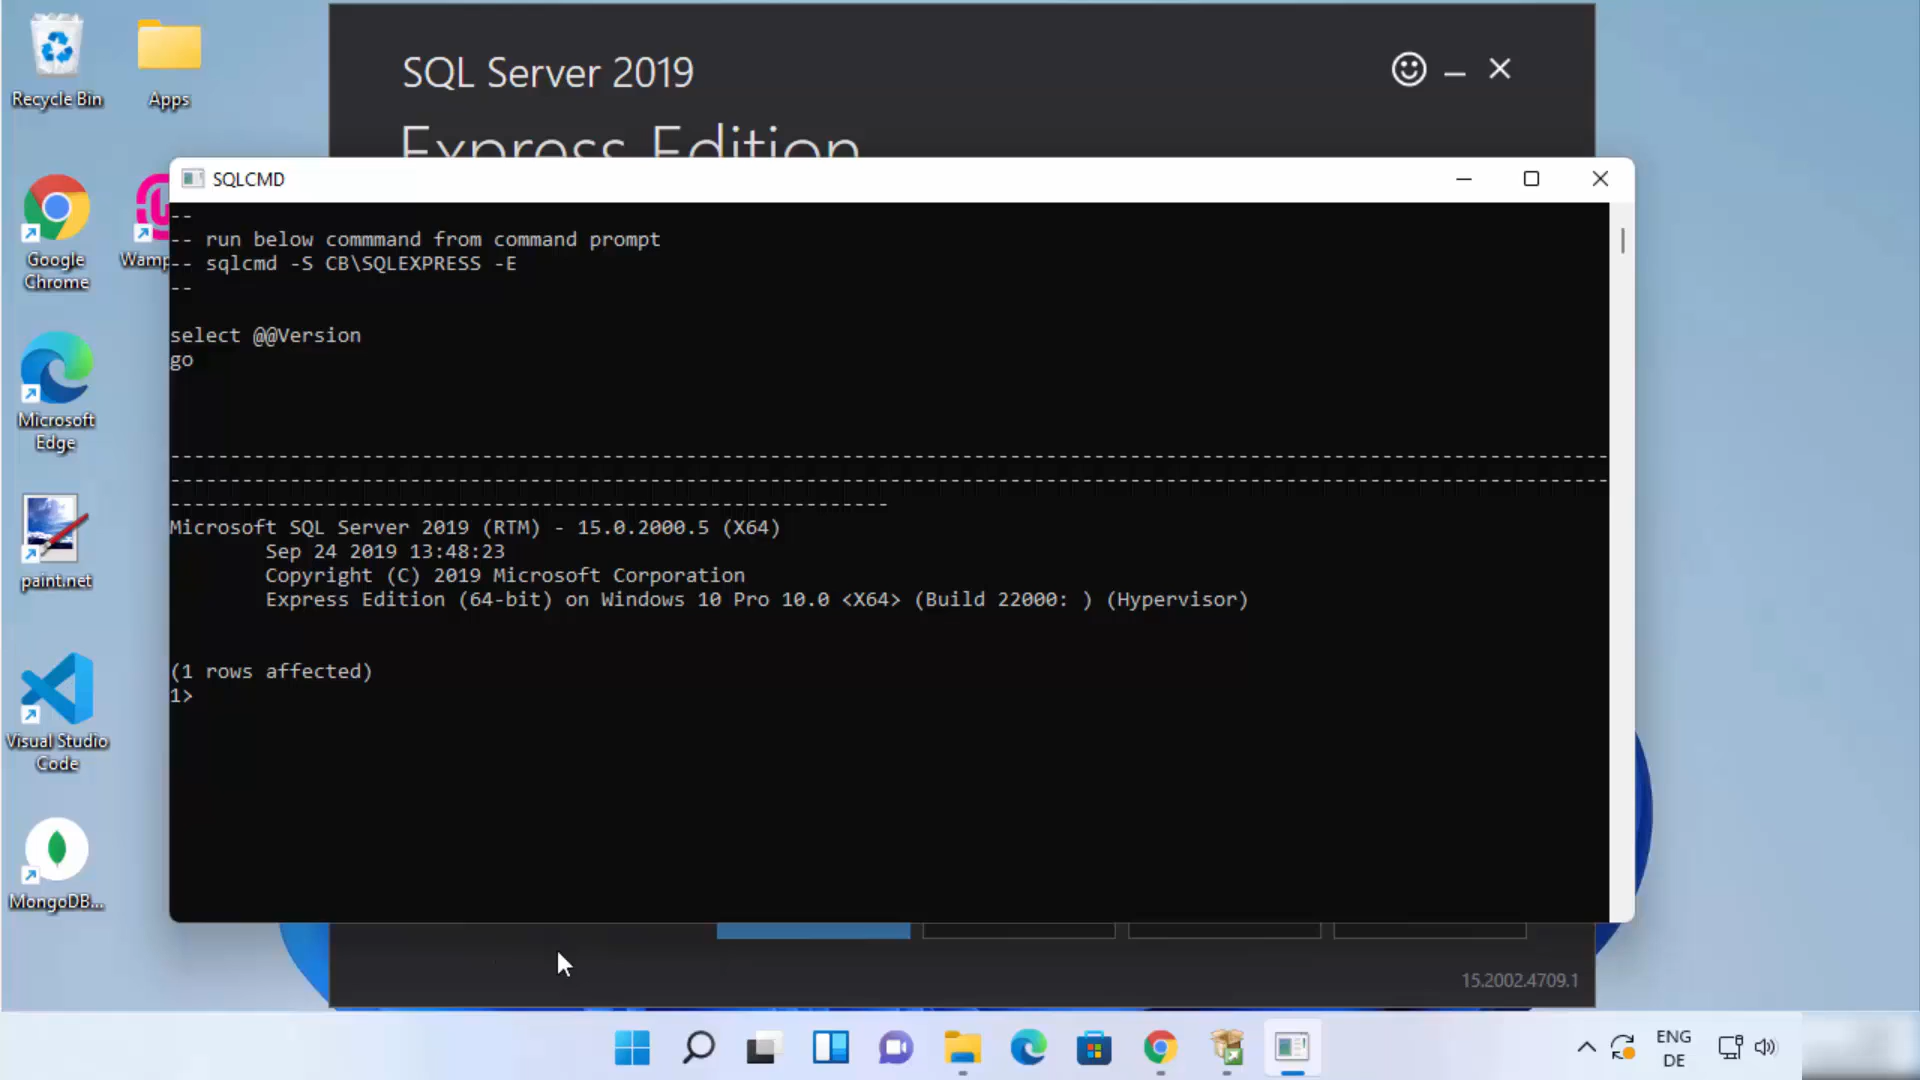 Recycle Bin
Apps
SQL Server 2019
Express Edition
Google
Chrome
Wamp
Microsoft
Edge
paint.net
Visual Studio
Code
MongoDB...
SQLCMD
--
-- run below commmand from command prompt
-- sqlcmd -S CB\SQLEXPRESS -E
--
select @@Version
go
------------------------------------------------------------------------------------------------------------------------
------------------------------------------------------------------------------------------------------------------------
------------------------------------------------------------
Microsoft SQL Server 2019 (RTM) - 15.0.2000.5 (X64)
Sep 24 2019 13:48:23
Copyright (C) 2019 Microsoft Corporation
Express Edition (64-bit) on Windows 10 Pro 10.0 <X64> (Build 22000: ) (Hypervisor)
(1 rows affected)
1>
15.2002.4709.1
ENG
DE